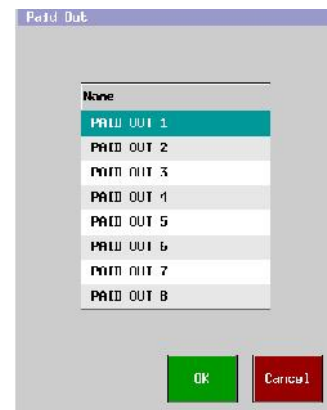 Paid Out
Name
PAID OUT 1
PAID OUT 2
PAID OUT 3
PAID OUT 4
PAID OUT 5
PAID OUT 6
PAID OUT 7
PAID OUT 8
OK
Cancel